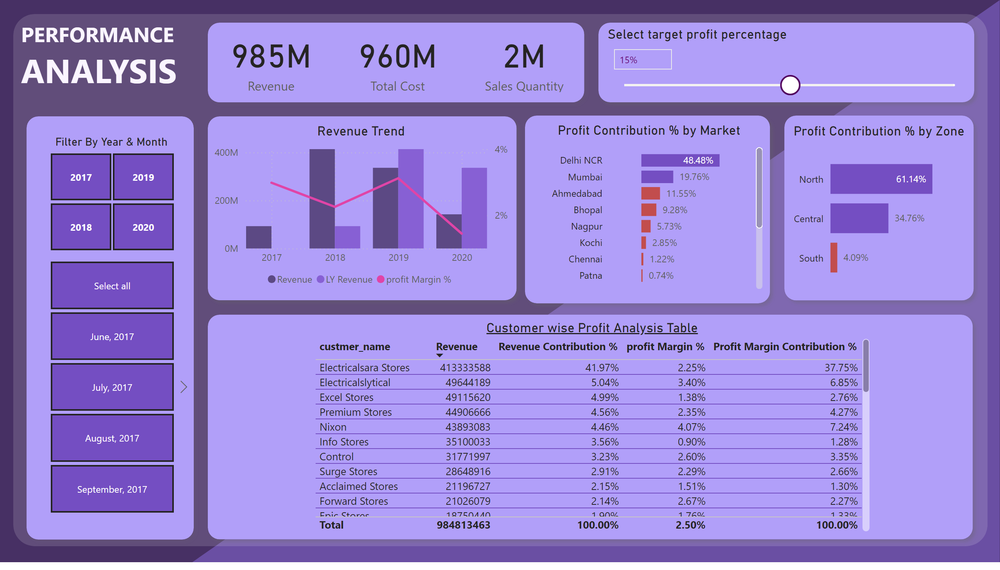 PERFORMANCE
ANALYSIS
985M
Revenue
960M
Total Cost
2M
Sales Quantity
Select target profit percentage
15%
Filter By Year & Month
2017
2019
2018
2020
Select all
June, 2017
July, 2017
August, 2017
September, 2017
Revenue Trend
400M
200M
0M
4%
2%
2017 2018 2019 2020
Revenue LY Revenue profit Margin %
Profit Contribution % by Market
Delhi NCR 48.48%
Mumbai 19.76%
Ahmedabad 11.55%
Bhopal 9.28%
Nagpur 5.73%
Kochi 2.85%
Chennai 1.22%
Patna 0.74%
Profit Contribution % by Zone
North 61.14%
Central 34.76%
South 4.09%
Customer wise Profit Analysis Table
custmer_name Revenue Revenue Contribution % profit Margin % Profit Margin Contribution %
Electricalsara Stores 413333588 41.97% 2.25% 37.75%
Electricalslytical 49644189 5.04% 3.40% 6.85%
Excel Stores 49115620 4.99% 1.38% 2.76%
Premium Stores 44906666 4.56% 2.35% 4.27%
Nixon 43893083 4.46% 4.07% 7.24%
Info Stores 35100033 3.56% 0.90% 1.28%
Control 31771997 3.23% 2.60% 3.35%
Surge Stores 28648916 2.91% 2.29% 2.66%
Acclaimed Stores 21196727 2.15% 1.51% 1.30%
Forward Stores 21026079 2.14% 2.67% 2.27%
Epic Stores 18750440 1.90% 1.76% 1.33%
Total 984813463 100.00% 2.50% 100.00%